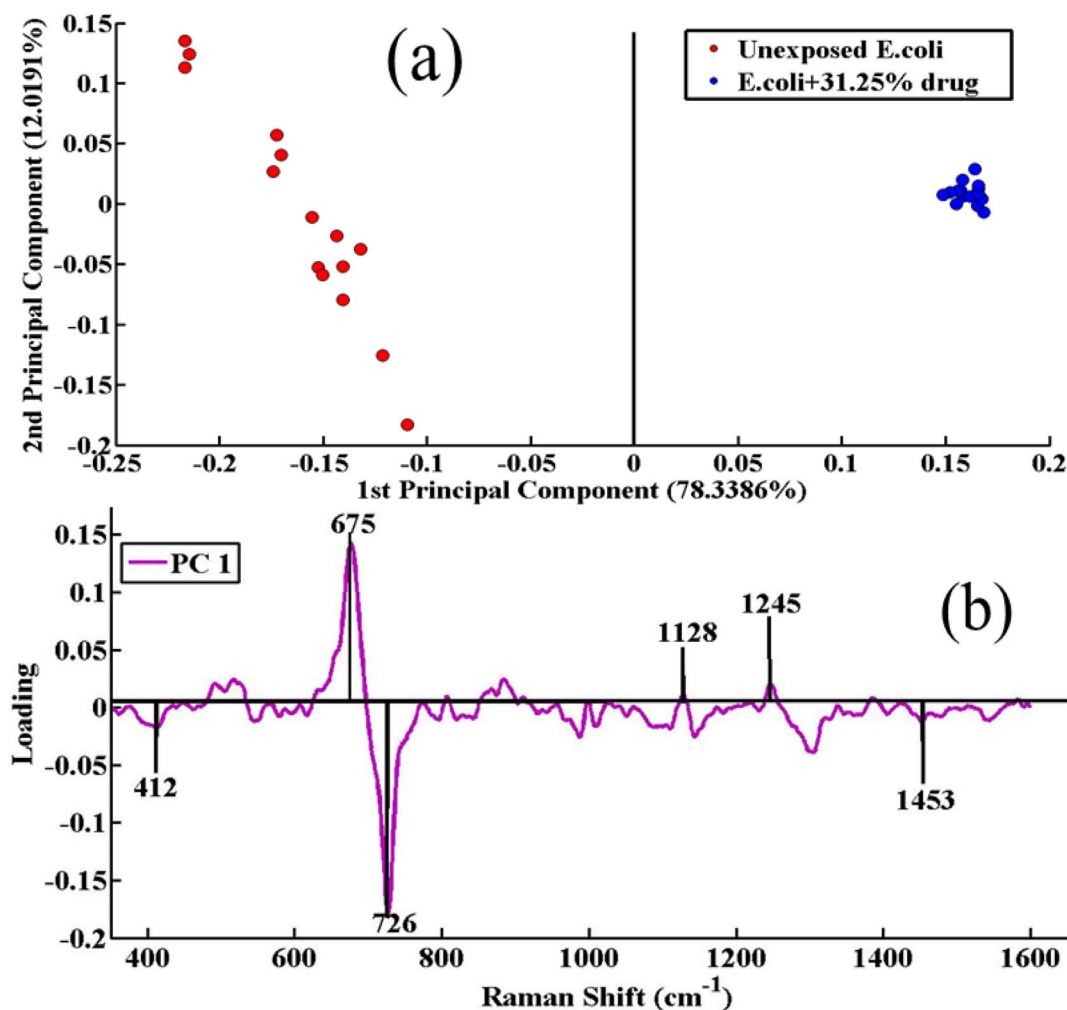 (a)
Unexposed E.coli
E.coli+31.25% drug
2nd Principal Component (12.0191%)
0.15
0.1
0.05
0
-0.05
-0.1
-0.15
-0.2
-0.25 -0.2 -0.15 -0.1 -0.05 0 0.05 0.1 0.15 0.2
1st Principal Component (78.3386%)
(b)
PC 1
Loading
0.15
0.1
0.05
0
-0.05
-0.1
-0.15
-0.2
675
1128
1245
412
726
1453
400 600 800 1000 1200 1400 1600
Raman Shift (cm⁻¹)